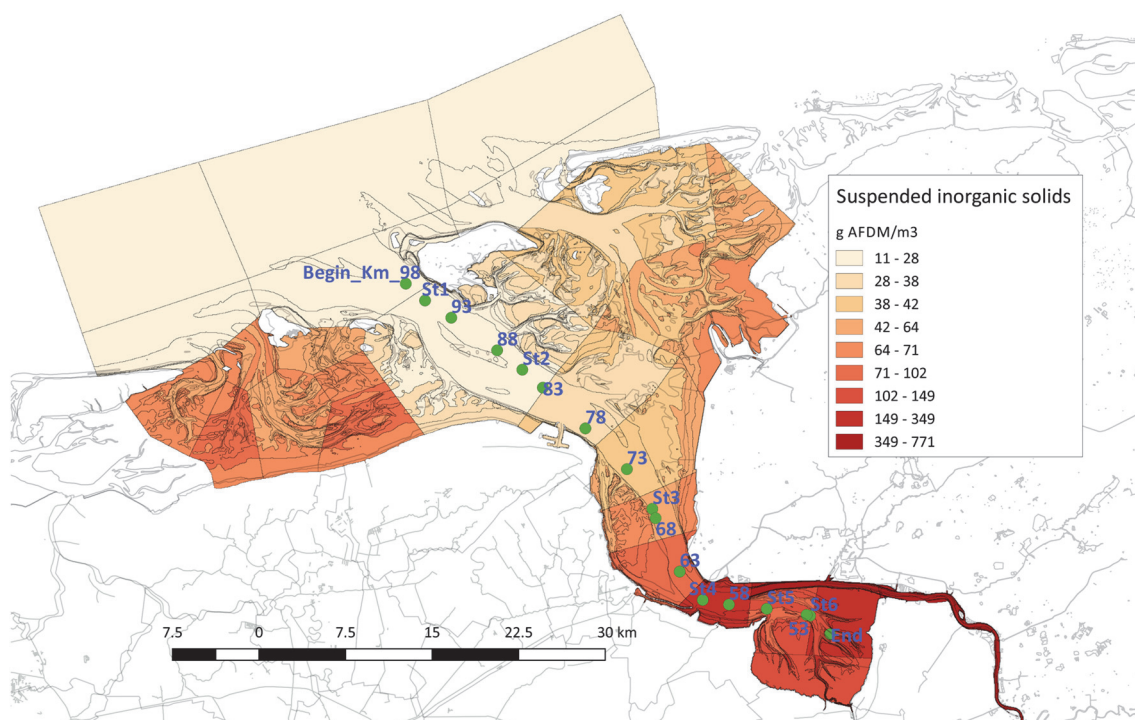 Suspended inorganic solids
g AFDM/m3
11 - 28
28 - 38
38 - 42
42 - 64
64 - 71
71 - 102
102 - 149
149 - 349
349 - 771
Begin_Km_98
St1
93
88
St2
83
78
73
St3
68
63
St4
58
St5
St6
53
End
7.5 0 7.5 15 22.5 30 km